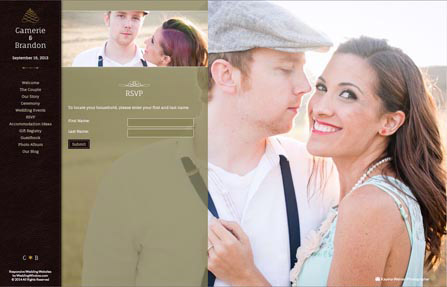 Camerie
&
Brandon
September 15, 2013
Welcome
The Couple
Our Story
Ceremony
Wedding Events
RSVP
Accommodation Ideas
Gift Registry
Guestbook
Photo Album
Our Blog
C ♥ B
Responsive Wedding Websites
by WeddingWindow.com
© 2014 All Rights Reserved
RSVP
To locate your household, please enter your first and last name.
First Name
Last Name:
Submit
Photographer